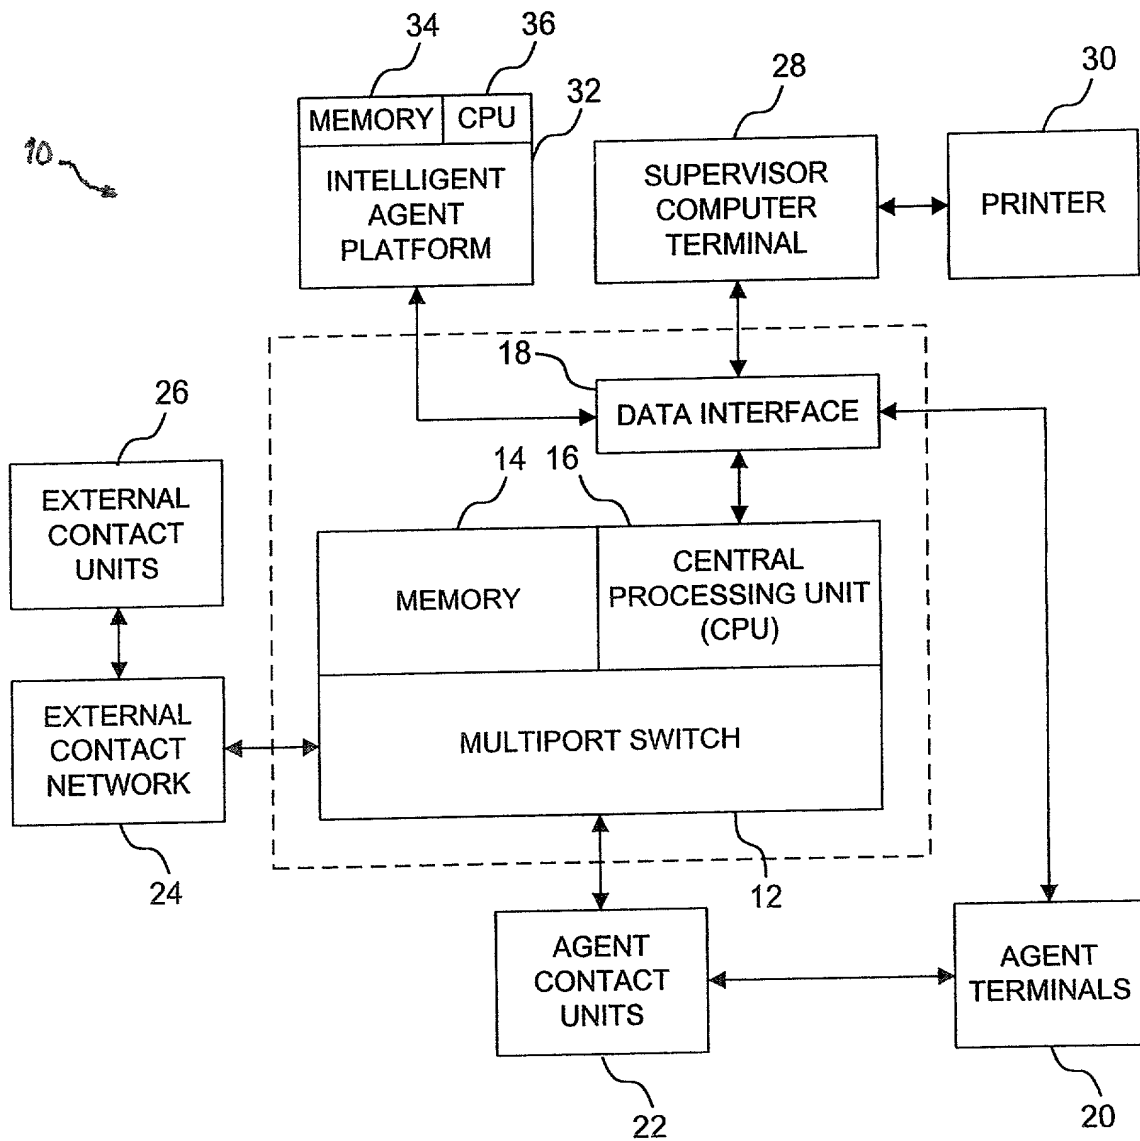 34
36
28
30
MEMORY
CPU
32
10
INTELLIGENT
AGENT
PLATFORM
SUPERVISOR
COMPUTER
TERMINAL
PRINTER
18
DATA INTERFACE
26
14
16
EXTERNAL
CONTACT
UNITS
MEMORY
CENTRAL
PROCESSING UNIT
(CPU)
EXTERNAL
CONTACT
NETWORK
MULTIPORT SWITCH
24
12
AGENT
CONTACT
UNITS
AGENT
TERMINALS
22
20